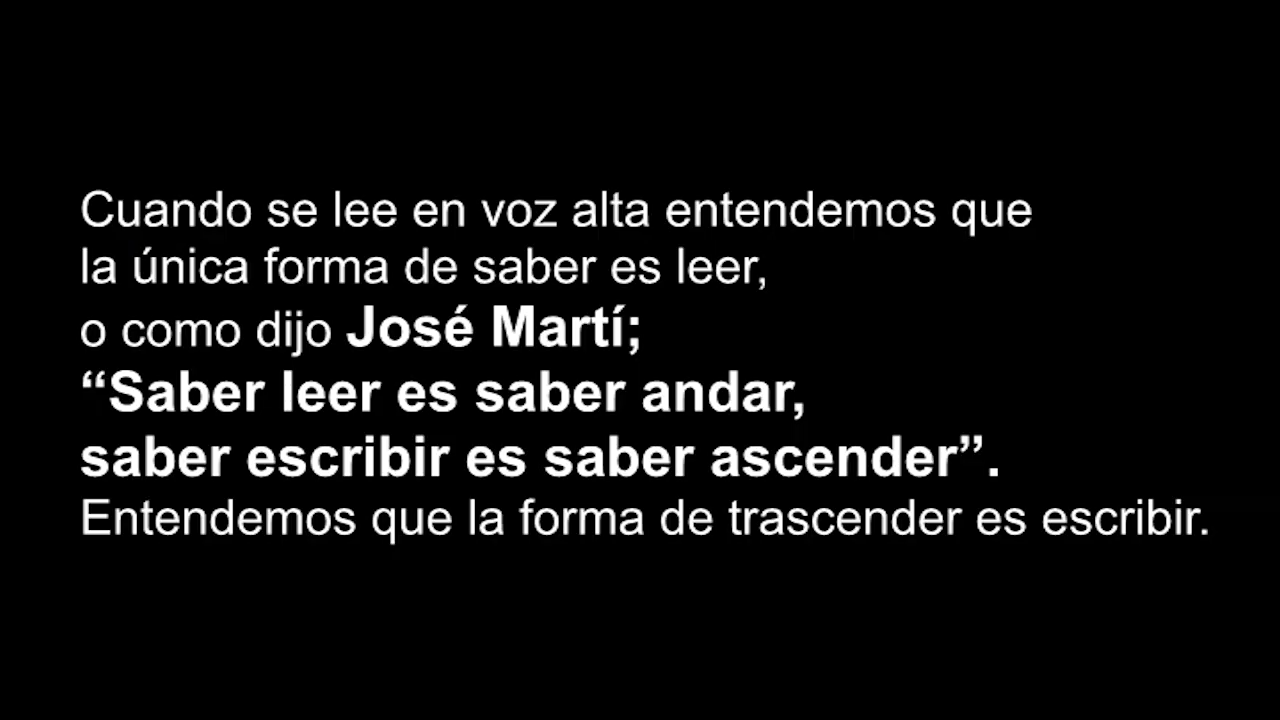 Cuando se lee en voz alta entendemos que
la única forma de saber es leer,
o como dijo José Martí;
“Saber leer es saber andar,
saber escribir es saber ascender”.
Entendemos que la forma de trascender es escribir.